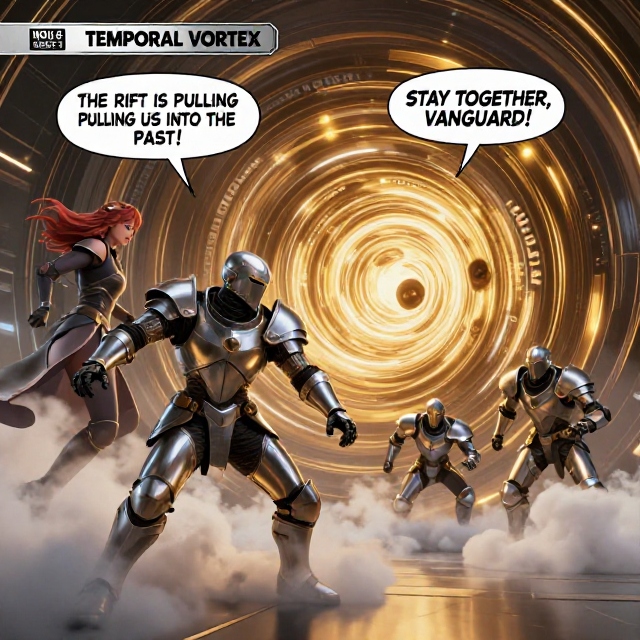 TEMPORAL VORTEX
THE RIFT IS PULLING
PULLING US INTO THE
PAST!
STAY TOGETHER,
VANGUARD!